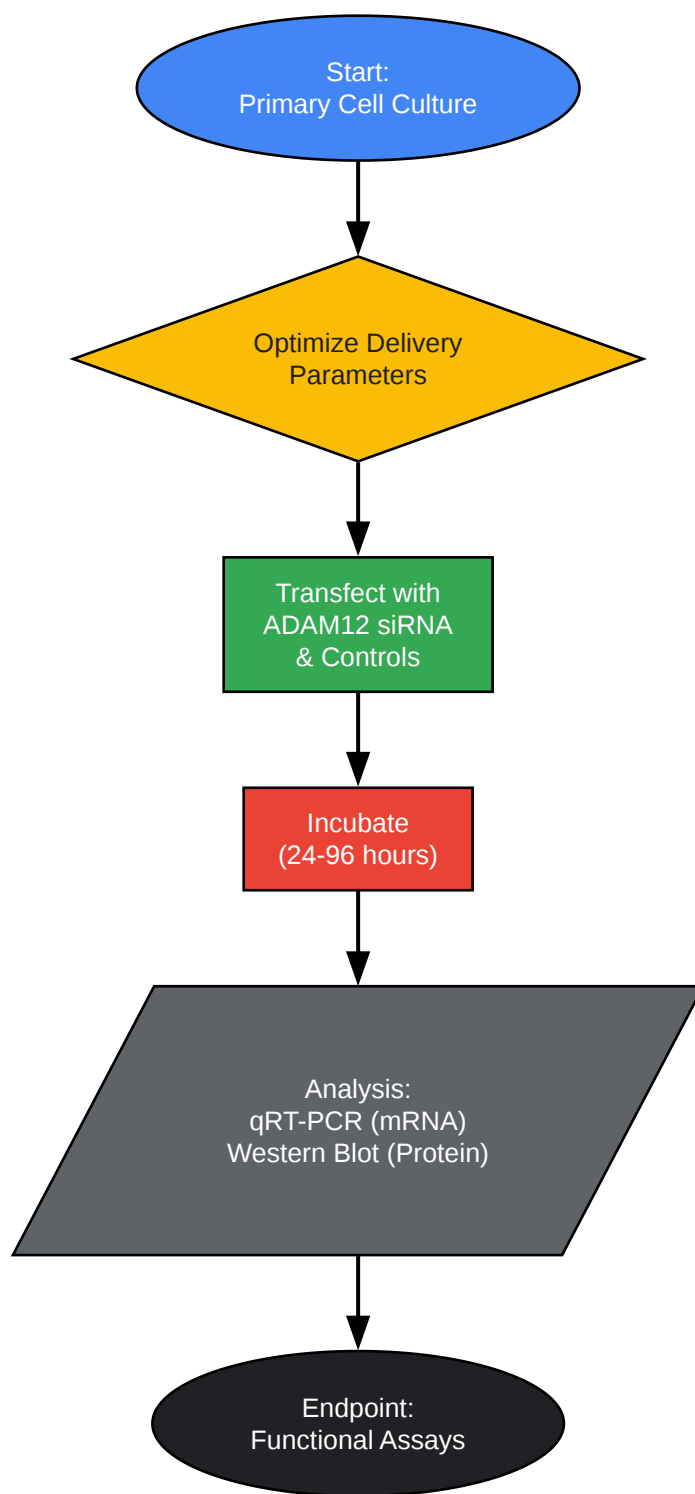 Start:
Primary Cell Culture
Optimize Delivery
Parameters
Transfect with
ADAM12 siRNA
& Controls
Incubate
(24-96 hours)
Analysis:
qRT-PCR (mRNA)
Western Blot (Protein)
Endpoint:
Functional Assays